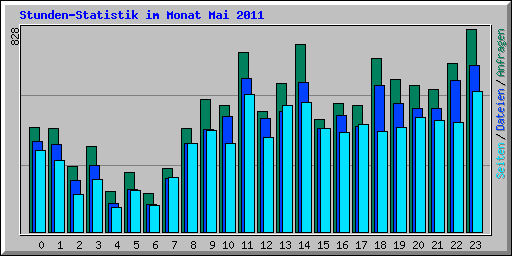 Stunden-Statistik im Monat Mai 2011
828
Seiten / Dateien / Anfragen
0 1 2 3 4 5 6 7 8 9 10 11 12 13 14 15 16 17 18 19 20 21 22 23